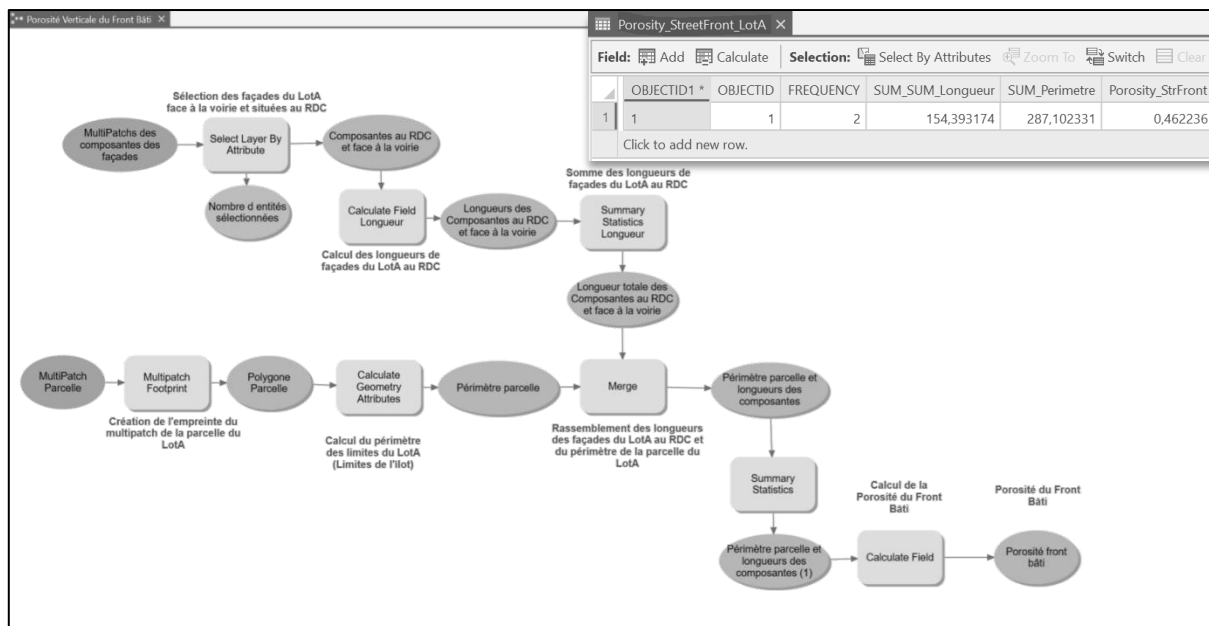 Porosité Verticale du Front Bâti
Porosity_StreetFront_LotA
Field: Add Calculate Selection: Select By Attributes Zoom To Switch Clear
OBJECTID1 * OBJECTID FREQUENCY SUM_SUM_Longueur SUM_Perimetre Porosity_StrFront
1 1 1 2 154,393174 287,102331 0,462236
Click to add new row.
Sélection des façades du LotA
face à la voirie et situées au RDC
MultiPatchs des
composantes des
façades
Select Layer By
Attribute
Composantes au RDC
et face à la voirie
Nombre d entités
sélectionnées
Calculate Field
Longueur
Calcul des longueurs de
façades du LotA au RDC
Longueurs des
Composantes au RDC
et face à la voirie
Somme des longueurs de
façades du LotA au RDC
Summary
Statistics
Longueur
Longueur totale des
Composantes au RDC
et face à la voirie
MultiPatch
Parcelle
Multipatch
Footprint
Création de l'empreinte du
multipatch de la parcelle du
LotA
Polygone
Parcelle
Calculate
Geometry
Attributes
Calcul du périmètre
des limites du LotA
(Limites de l'îlot)
Périmètre parcelle
Merge
Rassemblement des longueurs
des façades du LotA au RDC et
du périmètre de la parcelle du
LotA
Périmètre parcelle et
longueurs des
composantes
Summary
Statistics
Périmètre parcelle et
longueurs des
composantes (1)
Calcul de la
Porosité du Front
Bâti
Calculate Field
Porosité du Front
Bâti
Porosité front
bâti